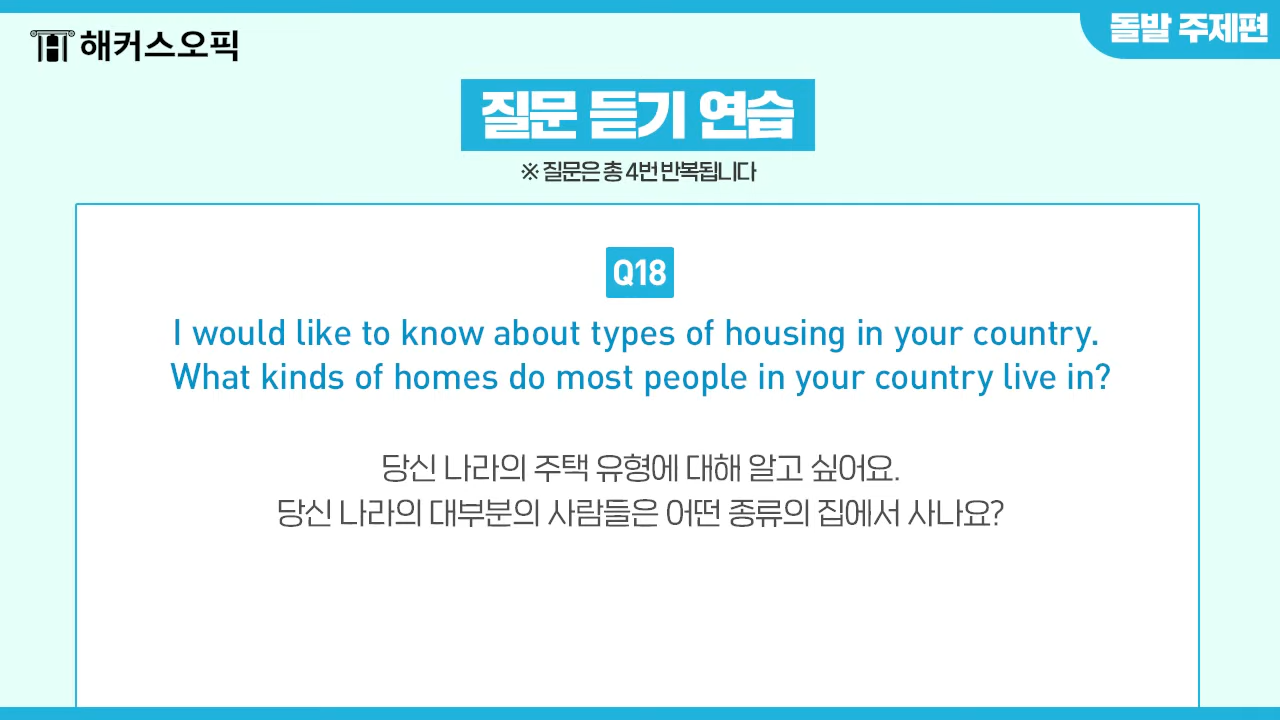 해커스오픽
돌발 주제편
질문 듣기 연습
※ 질문은 총 4번 반복됩니다
Q18
I would like to know about types of housing in your country.
What kinds of homes do most people in your country live in?
당신 나라의 주택 유형에 대해 알고 싶어요.
당신 나라의 대부분의 사람들은 어떤 종류의 집에서 사나요?